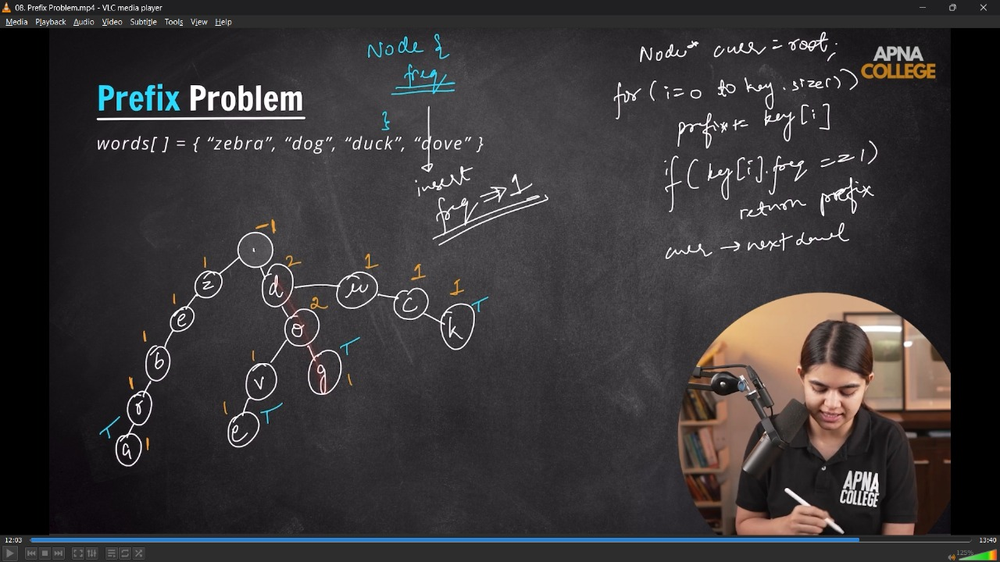 08. Prefix Problem.mp4 - VLC media player
Media Playback Audio Video Subtitle Tools View Help
Node {
freq
}
Prefix Problem
words[ ] = { “zebra”, “dog”, “duck”, “dove” }
insert
freq ⇒ 1
Node* curr = root;
for (i=0 to key.size())
prefix += key[i]
if (key[i].freq == 1)
return prefix
curr → next level
APNA
COLLEGE
-1
1 z
2 d
1 u
1 c
1 k T
1 e
2 o
1 b
1 v
g T 1
1 r
1 e T
T a 1
APNA
COLLEGE
12:03
13:40
125%